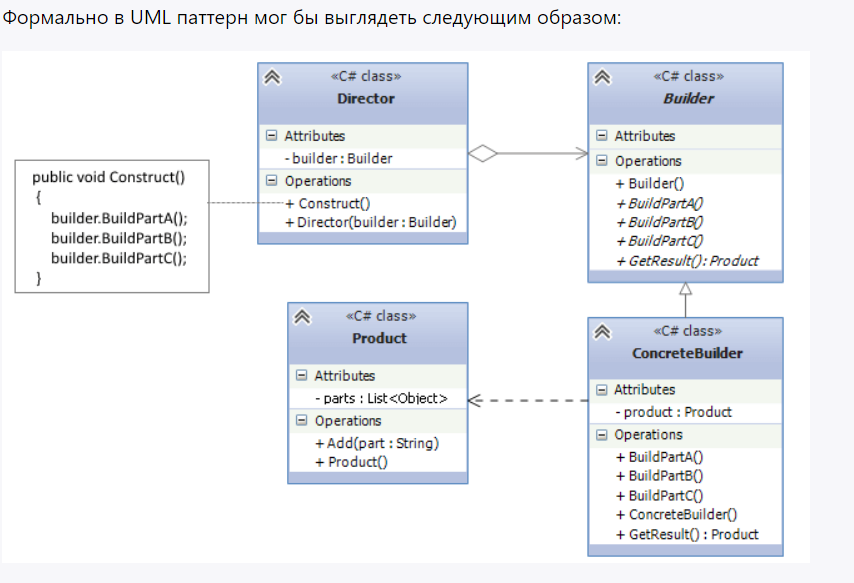 Формально в UML паттерн мог бы выглядеть следующим образом:
«C# class»
Director
Attributes
- builder : Builder
Operations
+ Construct()
+ Director(builder : Builder)
«C# class»
Builder
Attributes
Operations
+ Builder()
+ BuildPartA()
+ BuildPartB()
+ BuildPartC()
+ GetResult(): Product
public void Construct()
{
builder.BuildPartA();
builder.BuildPartB();
builder.BuildPartC();
}
«C# class»
Product
Attributes
- parts : List<Object>
Operations
+ Add(part : String)
+ Product()
«C# class»
ConcreteBuilder
Attributes
- product : Product
Operations
+ BuildPartA()
+ BuildPartB()
+ BuildPartC()
+ ConcreteBuilder()
+ GetResult() : Product